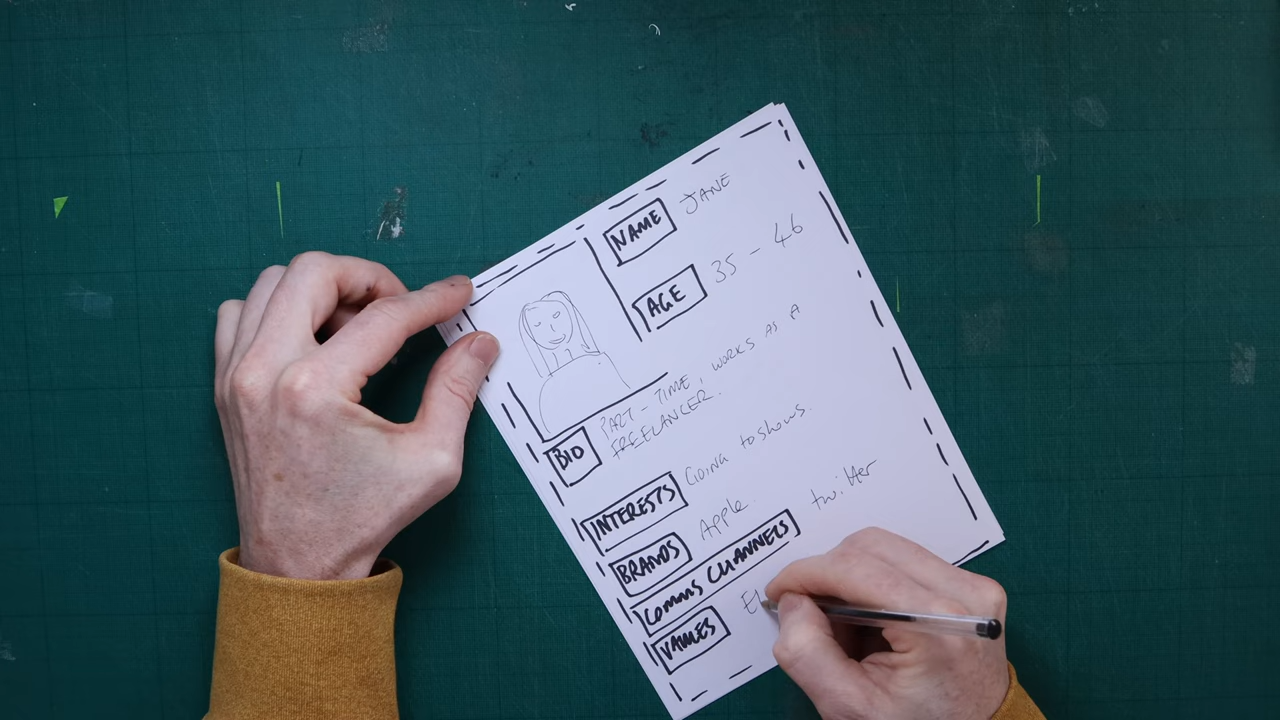 NAME JANE
AGE 35 - 46
BIO PART-TIME, WORKS AS A
FREELANCER.
INTERESTS Going to shows.
BRANDS Apple
COMMS CHANNELS twitter
VALUES